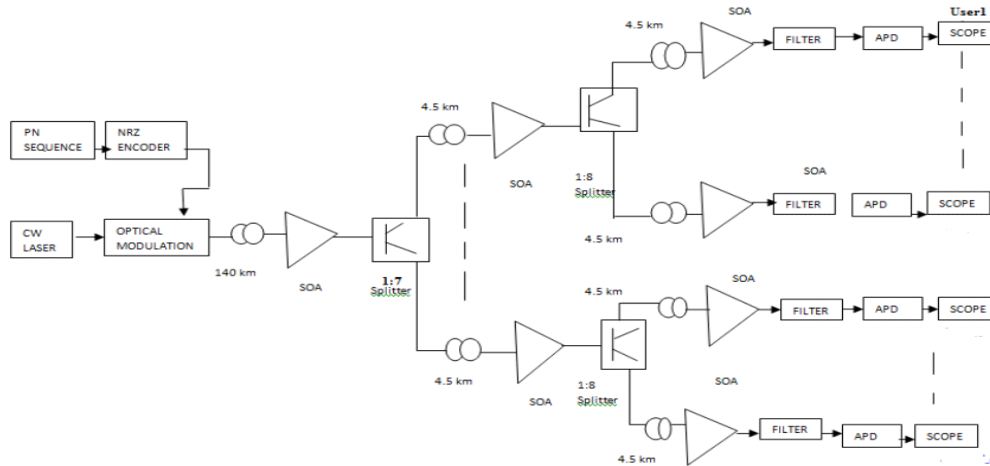 User1
4.5 km
SOA
FILTER
APD
SCOPE
4.5 km
PN
SEQUENCE
NRZ
ENCODER
SOA
1:8
Splitter
SOA
FILTER
APD
SCOPE
4.5 km
CW
LASER
OPTICAL
MODULATION
140 km
SOA
1:7
Splitter
4.5 km
SOA
FILTER
APD
SCOPE
4.5 km
SOA
1:8
Splitter
SOA
FILTER
APD
SCOPE
4.5 km